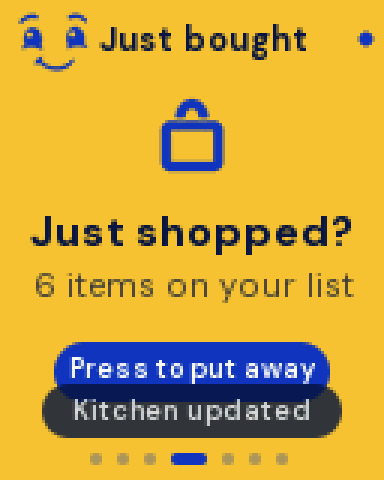 Just bought
Just shopped?
6 items on your list
Press to put away
Kitchen updated